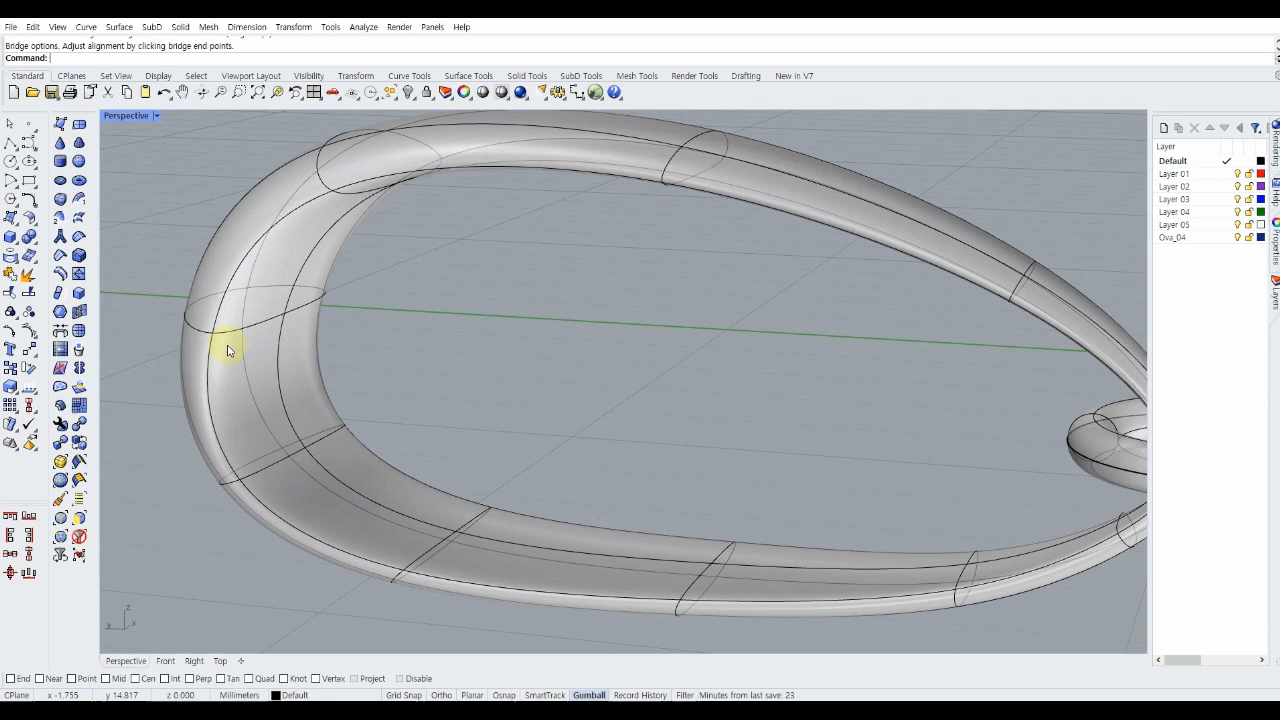 File Edit View Curve Surface SubD Solid Mesh Dimension Transform Tools Analyze Render Panels Help
Bridge options. Adjust alignment by clicking bridge end points.
Command:
Standard CPlanes Set View Display Select Viewport Layout Visibility Transform Curve Tools Surface Tools Solid Tools SubD Tools Mesh Tools Render Tools Drafting New in V7
Perspective
Layer
Default
Layer 01
Layer 02
Layer 03
Layer 04
Layer 05
Ova_04
Rendering
Help
Properties
Layers
z
y x
Perspective Front Right Top
End Near Point Mid Cen Int Perp Tan Quad Knot Vertex Project Disable
CPlane x -1.755 y 14.817 z 0.000 Millimeters Default Grid Snap Ortho Planar Osnap SmartTrack Gumball Record History Filter Minutes from last save: 23